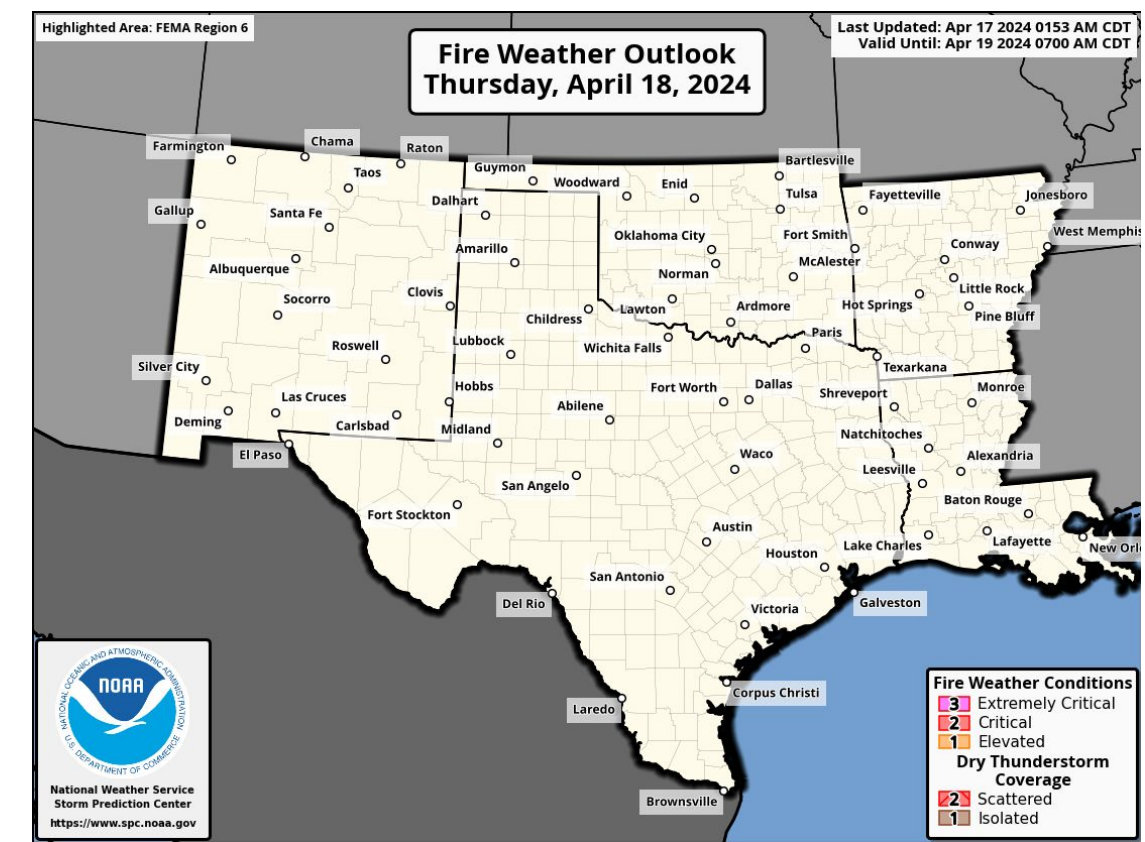 Highlighted Area: FEMA Region 6
Fire Weather Outlook
Thursday, April 18, 2024
Last Updated: Apr 17 2024 0153 AM CDT
Valid Until: Apr 19 2024 0700 AM CDT
Farmington
Chama
Raton
Taos
Guymon
Woodward
Enid
Bartlesville
Tulsa
Fayetteville
Jonesboro
Gallup
Santa Fe
Dalhart
Oklahoma City
Fort Smith
Conway
West Memphis
Albuquerque
Amarillo
Norman
McAlester
Socorro
Clovis
Childress
Lawton
Ardmore
Hot Springs
Little Rock
Pine Bluff
Roswell
Lubbock
Wichita Falls
Paris
Texarkana
Silver City
Las Cruces
Hobbs
Abilene
Fort Worth
Dallas
Shreveport
Monroe
Deming
Carlsbad
Midland
El Paso
San Angelo
Waco
Natchitoches
Leesville
Alexandria
Fort Stockton
Austin
Baton Rouge
Houston
Lake Charles
Lafayette
New Orl
San Antonio
Del Rio
Victoria
Galveston
Laredo
Corpus Christi
Brownsville
NATIONAL OCEANIC AND ATMOSPHERIC ADMINISTRATION
NOAA
U.S. DEPARTMENT OF COMMERCE
National Weather Service
Storm Prediction Center
https://www.spc.noaa.gov
Fire Weather Conditions
3 Extremely Critical
2 Critical
1 Elevated
Dry Thunderstorm
Coverage
2 Scattered
1 Isolated